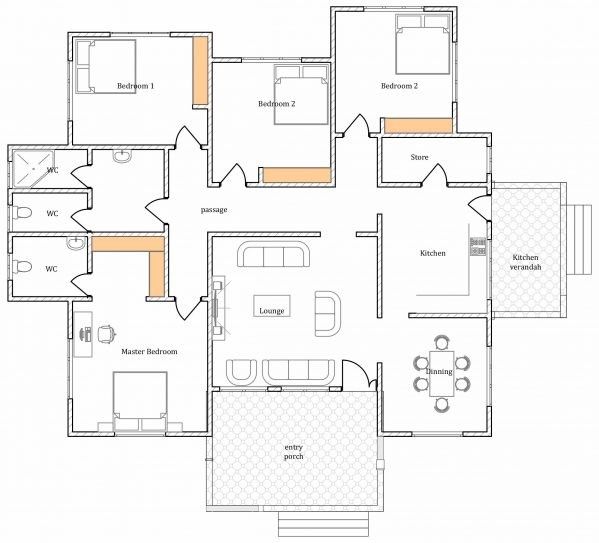 Bedroom 1
Bedroom 2
Bedroom 2
Store
WC
WC
passage
WC
Kitchen
Kitchen
verandah
Lounge
Master Bedroom
Dinning
entry
porch